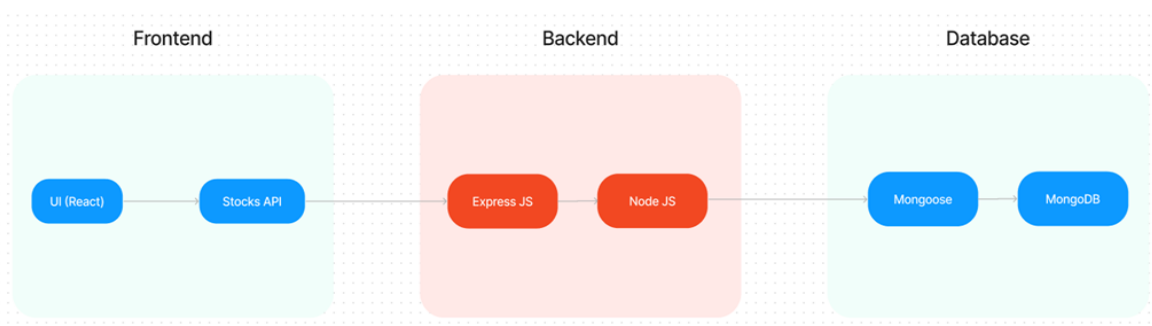 Frontend
Backend
Database
UI (React)
Stocks API
Express JS
Node JS
Mongoose
MongoDB